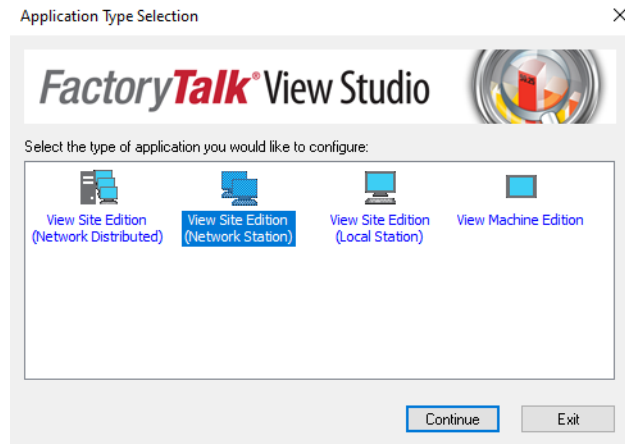 Application Type Selection
FactoryTalk® View Studio
Select the type of application you would like to configure:
View Site Edition
(Network Distributed)
View Site Edition
(Network Station)
View Site Edition
(Local Station)
View Machine Edition
Continue
Exit